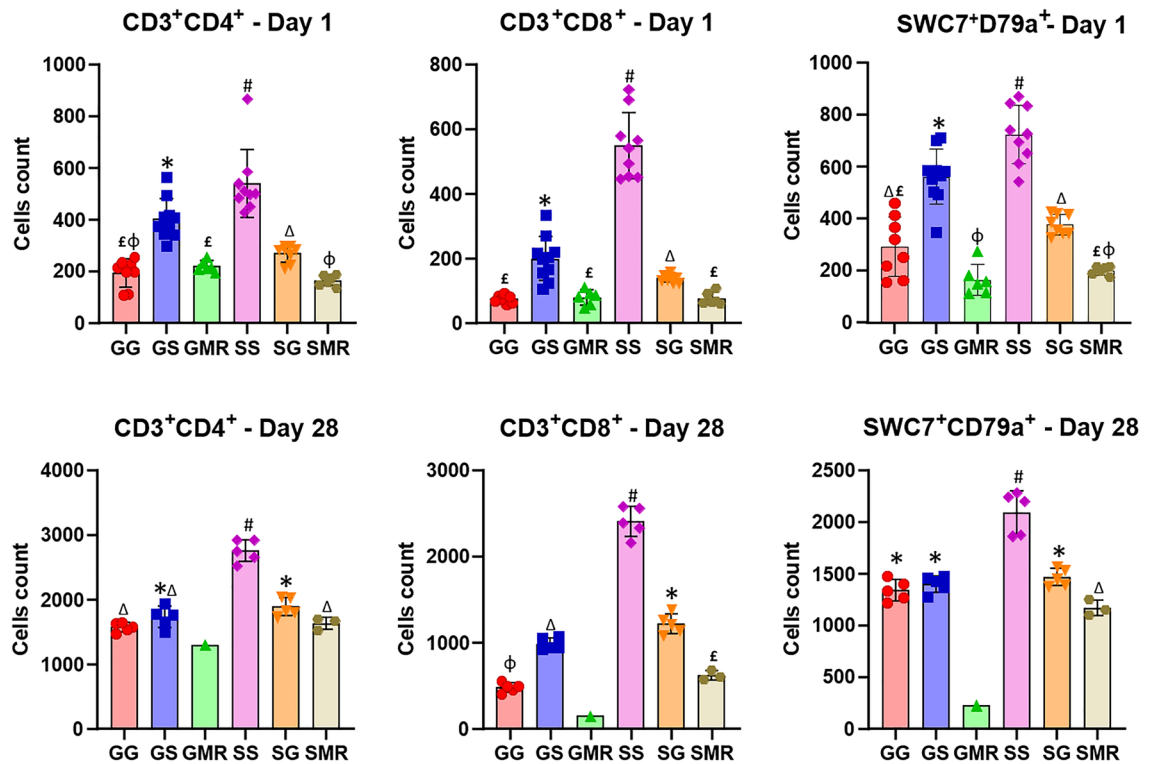 CD3⁺CD4⁺ - Day 1
Cells count
1000
800
600
400
200
0
£ϕ
*
£
#
Δ
ϕ
GG GS GMR SS SG SMR
CD3⁺CD8⁺ - Day 1
Cells count
800
600
400
200
0
£
*
£
#
Δ
£
GG GS GMR SS SG SMR
SWC7⁺D79a⁺- Day 1
Cells count
1000
800
600
400
200
0
Δ£
*
ϕ
#
Δ
£ϕ
GG GS GMR SS SG SMR
CD3⁺CD4⁺ - Day 28
Cells count
4000
3000
2000
1000
0
Δ
*Δ
#
*
Δ
GG GS GMR SS SG SMR
CD3⁺CD8⁺ - Day 28
Cells count
3000
2000
1000
0
ϕ
Δ
#
*
£
GG GS GMR SS SG SMR
SWC7⁺CD79a⁺ - Day 28
Cells count
2500
2000
1500
1000
500
0
*
*
#
*
Δ
GG GS GMR SS SG SMR